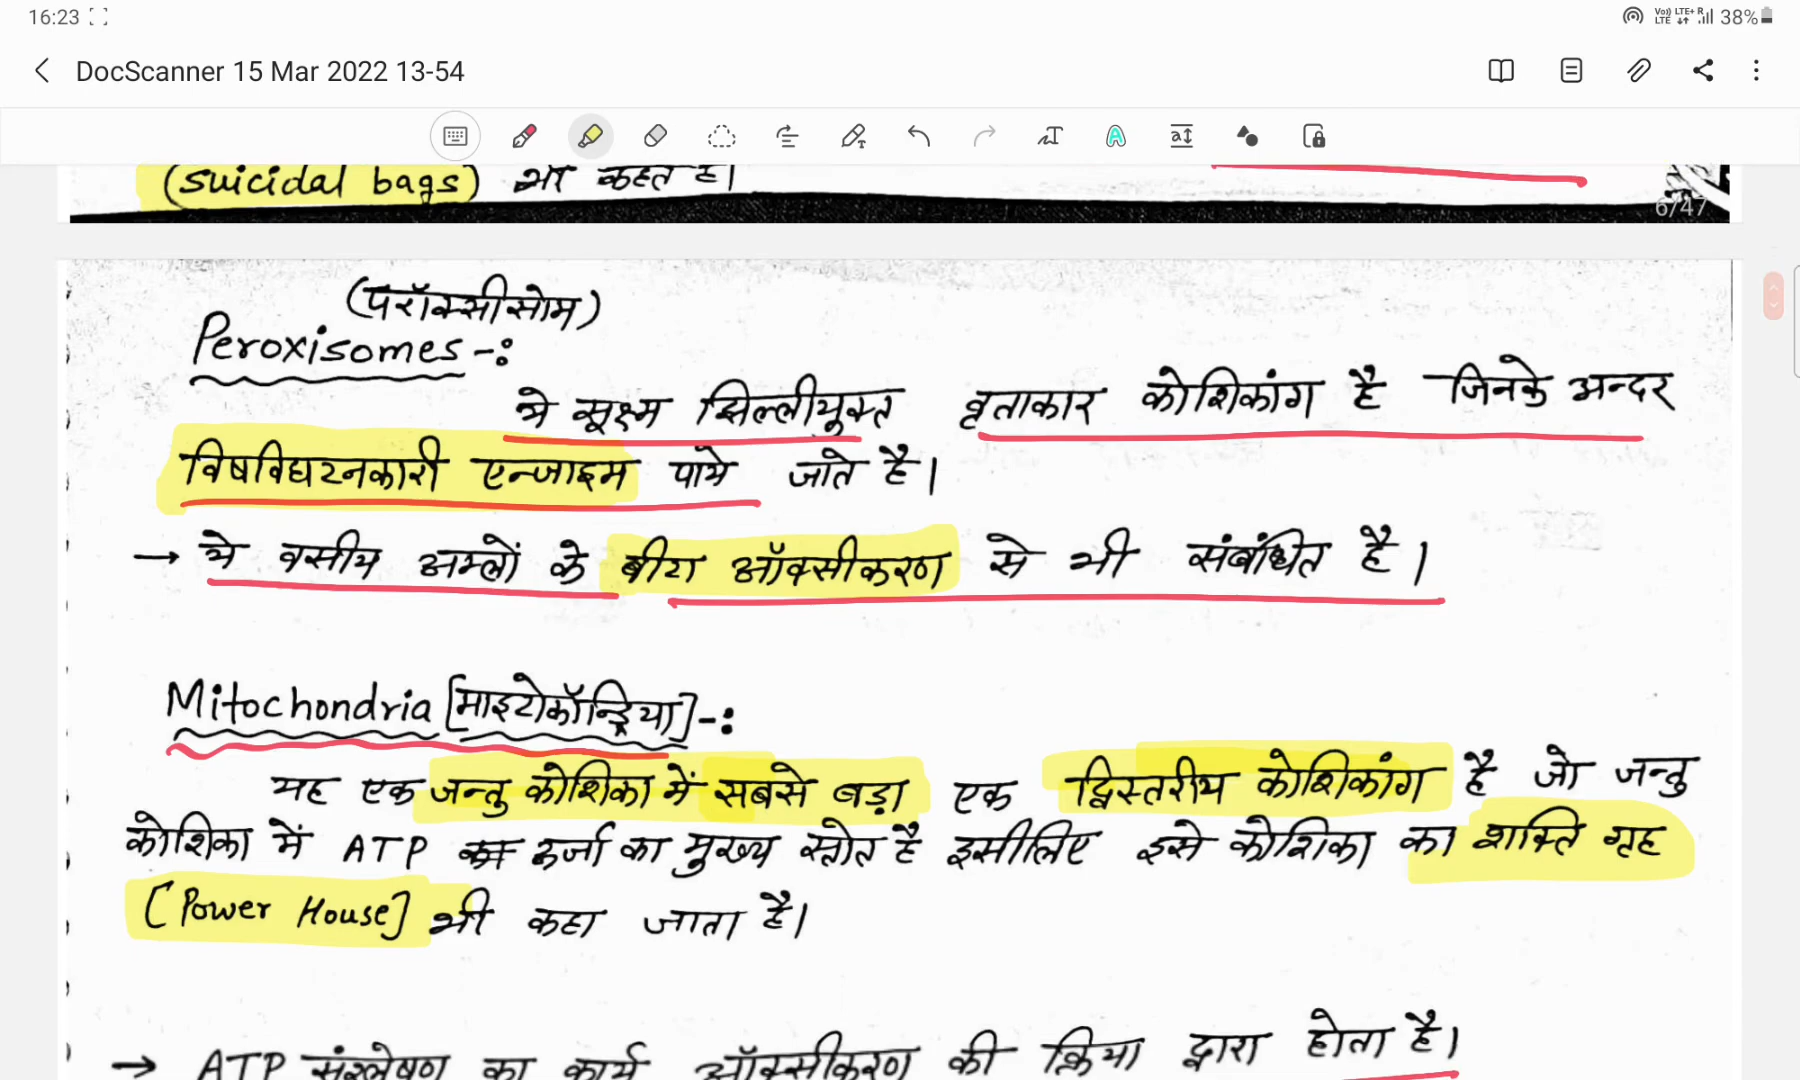 16:23
38%
DocScanner 15 Mar 2022 13-54
(suicidal bags) भी कहते है।
6/47
(परॉक्सीसोम)
Peroxisomes -:
ये सूक्ष्म झिल्लीयुक्त वृताकार कोशिकांग है जिनके अन्दर
विषविघटनकारी एन्जाइम पाये जाते है।
→ ये वसीय अम्लों के बीटा ऑक्सीकरण से भी संबंधित है।
Mitochondria [माइटोकॉन्ड्रिया] -:
यह एक जन्तु कोशिका में सबसे बड़ा एक द्विस्तरीय कोशिकांग है जो जन्तु
कोशिका में ATP ऊर्जा का मुख्य स्त्रोत है इसीलिए इसे कोशिका का शक्ति गृह
[Power House] भी कहा जाता है।
→ ATP संश्लेषण का कार्य ऑक्सीकरण की क्रिया द्वारा होता है।